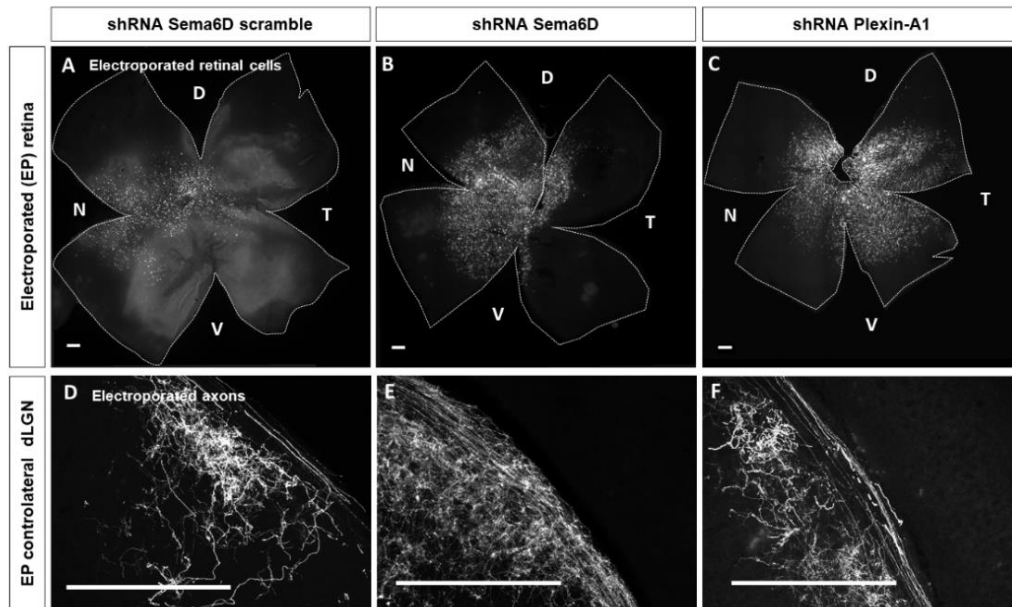 shRNA Sema6D scramble
shRNA Sema6D
shRNA Plexin-A1
Electroporated (EP) retina
A Electroporated retinal cells
D
N
T
V
B
D
N
T
V
C
D
N
T
V
EP controlateral dLGN
D Electroporated axons
E
F